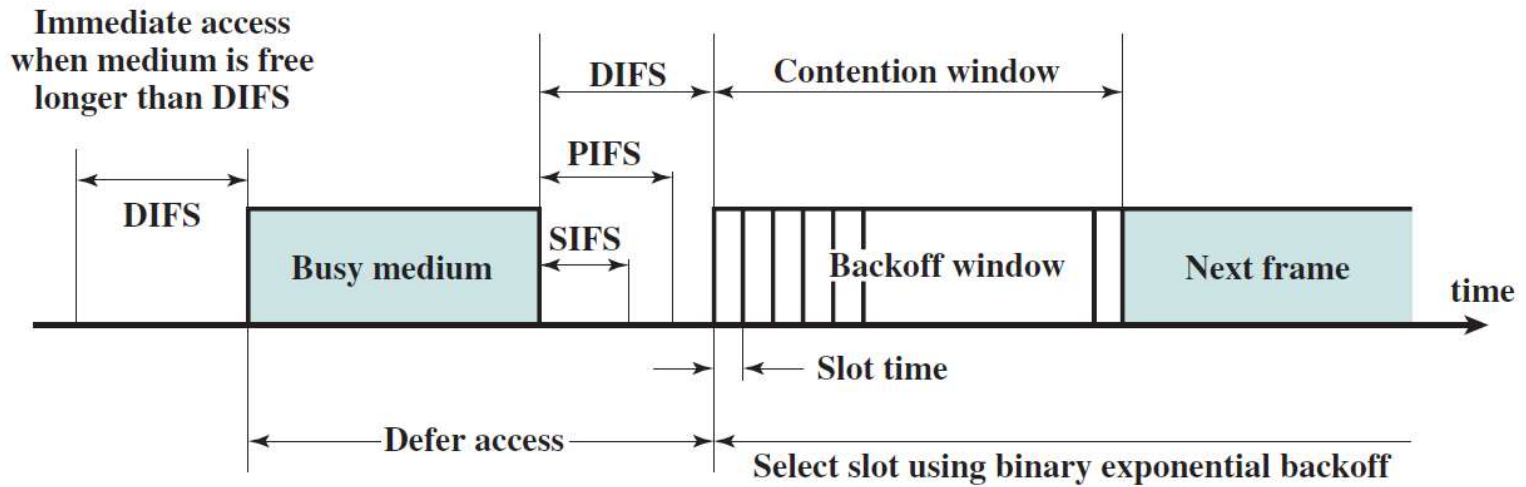 Immediate access
when medium is free
longer than DIFS
DIFS
Contention window
PIFS
DIFS
SIFS
Busy medium
Backoff window
Next frame
time
Slot time
Defer access
Select slot using binary exponential backoff